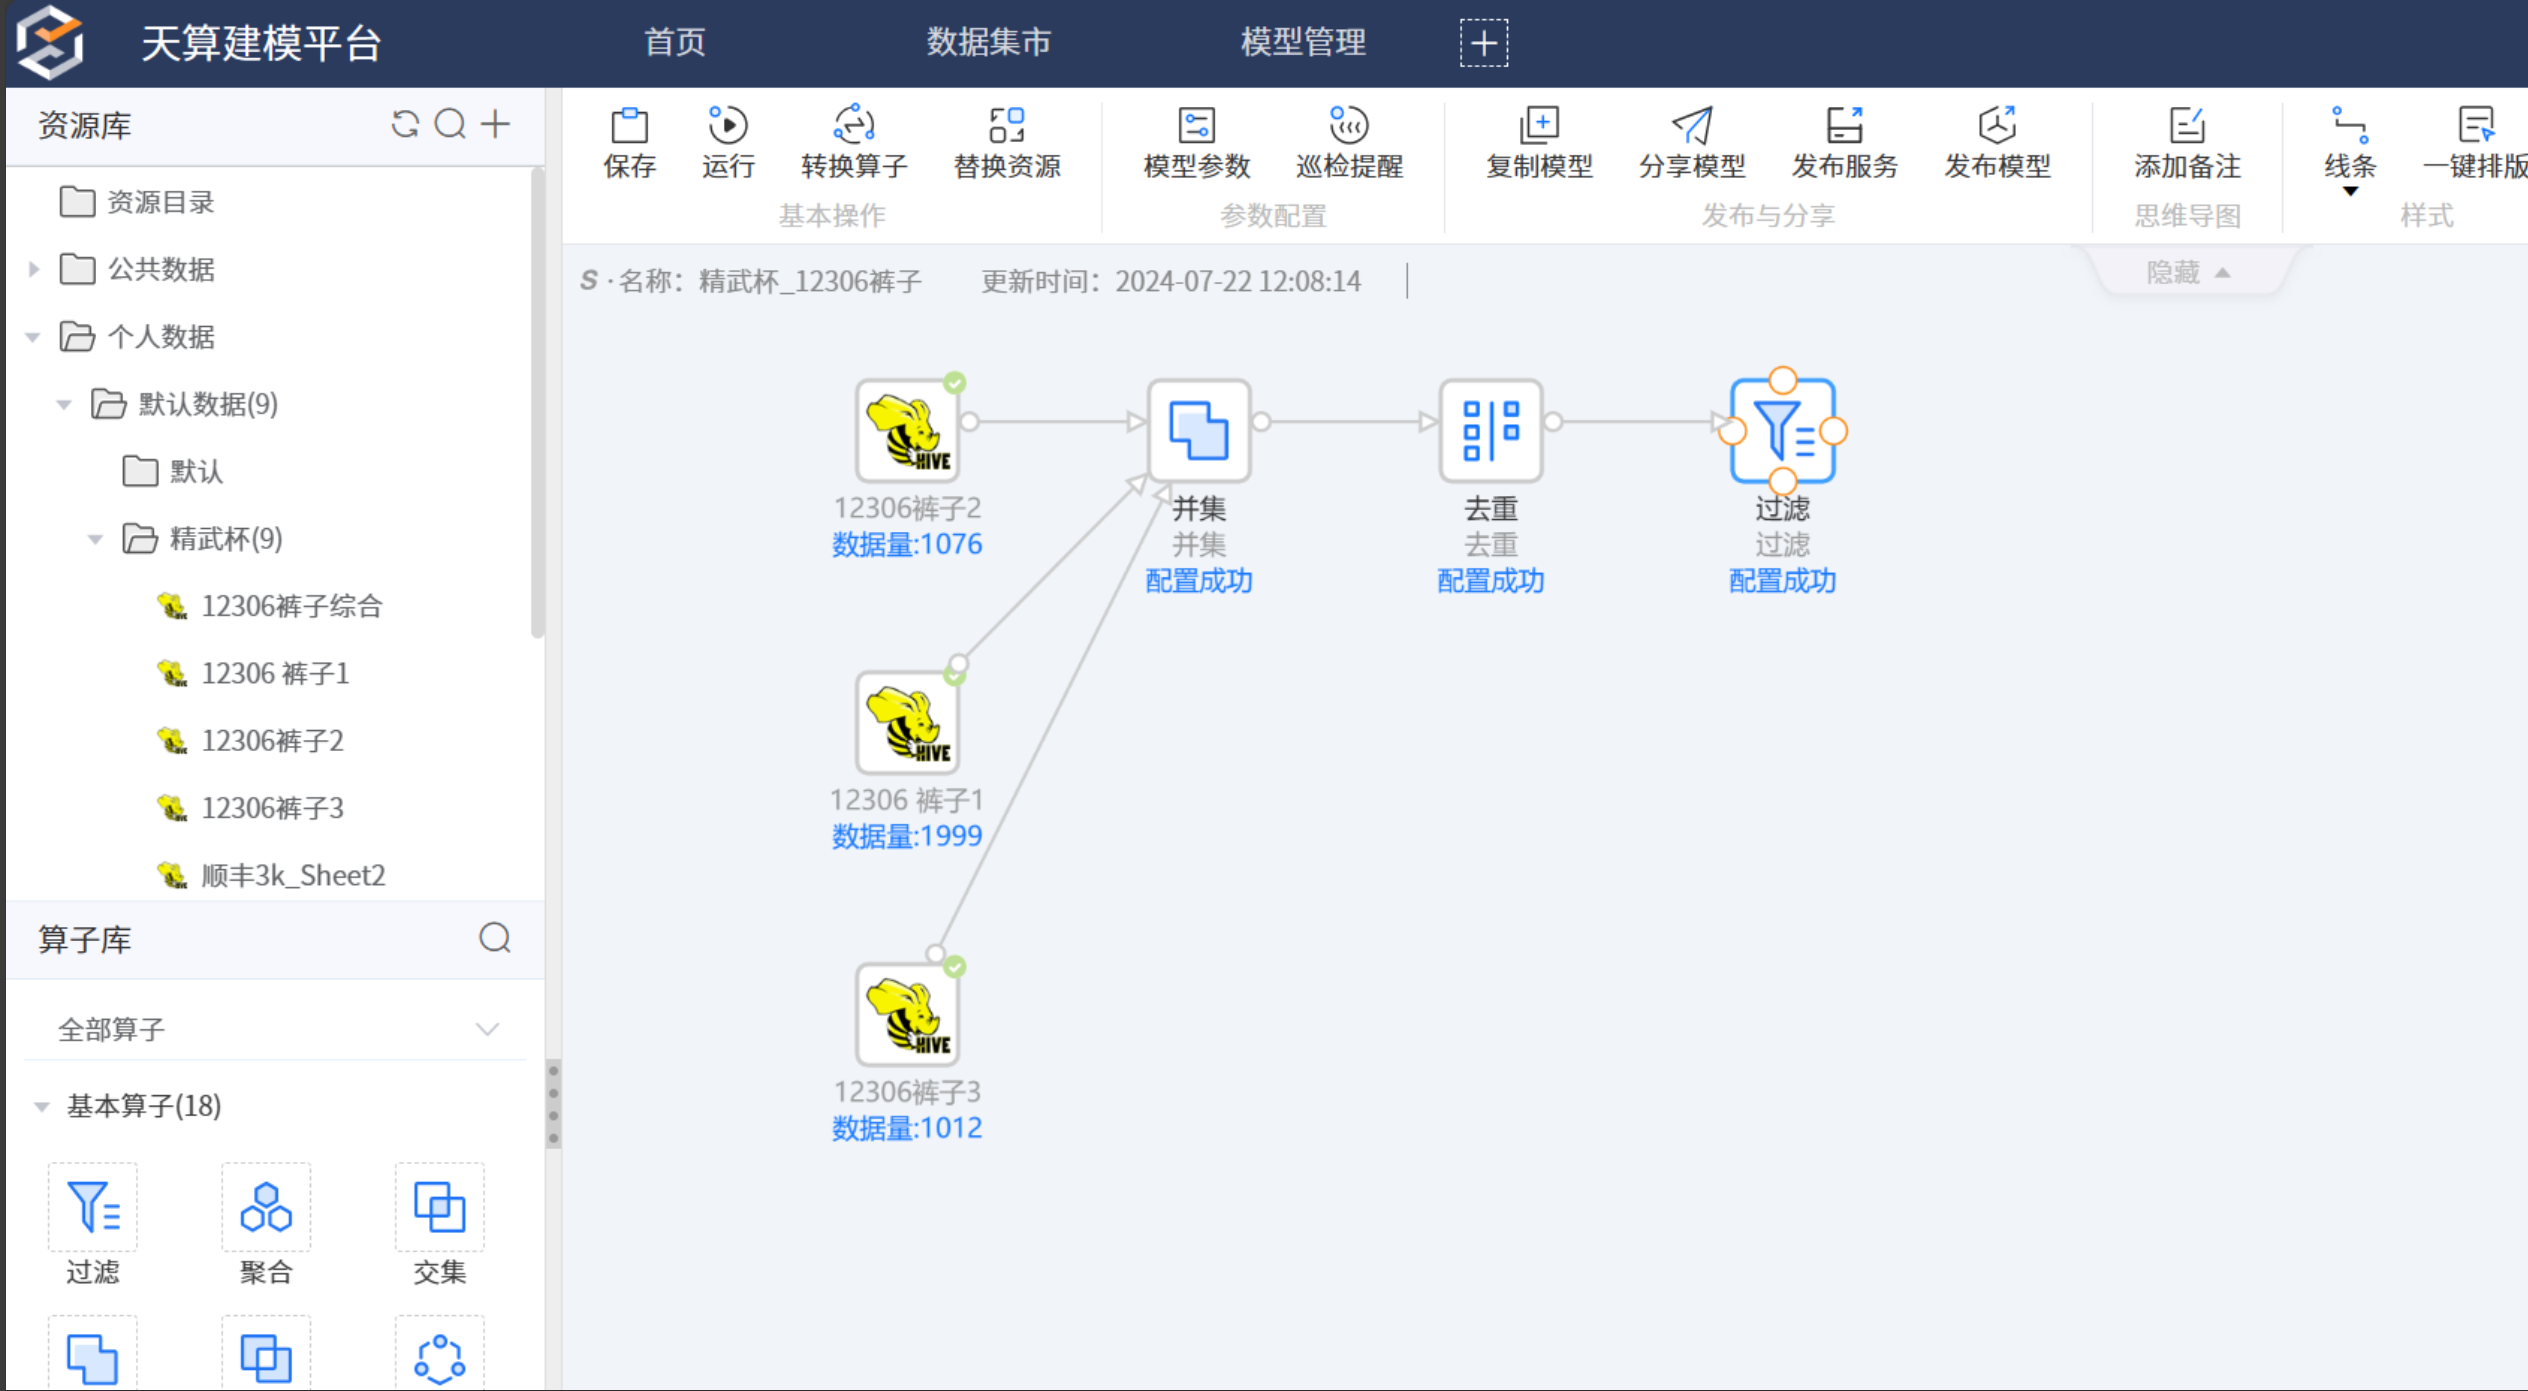 天算建模平台
首页
数据集市
模型管理
资源库
资源目录
公共数据
个人数据
默认数据(9)
默认
精武杯(9)
12306裤子综合
12306 裤子1
12306裤子2
12306裤子3
顺丰3k_Sheet2
算子库
全部算子
基本算子(18)
过滤
聚合
交集
保存
运行
转换算子
替换资源
基本操作
模型参数
巡检提醒
参数配置
复制模型
分享模型
发布服务
发布模型
发布与分享
添加备注
思维导图
线条
一键排版
样式
S · 名称：精武杯_12306裤子
更新时间：2024-07-22 12:08:14
隐藏
HIVE
12306裤子2
数据量:1076
并集
并集
配置成功
去重
去重
配置成功
过滤
过滤
配置成功
HIVE
12306 裤子1
数据量:1999
HIVE
12306裤子3
数据量:1012